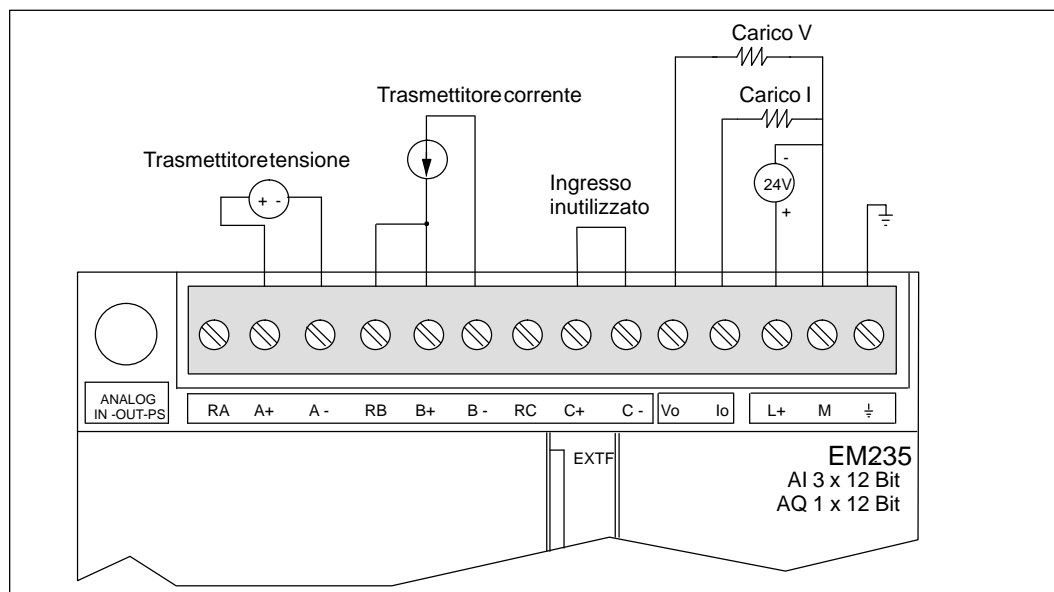 Carico V
Trasmettitore corrente
Carico I
Trasmettitore tensione
+ -
Ingresso
inutilizzato
-
24V
+
ANALOG
IN -OUT-PS
RA A+ A - RB B+ B - RC C+ C - Vo Io L+ M
EXTF
EM235
AI 3 x 12 Bit
AQ 1 x 12 Bit